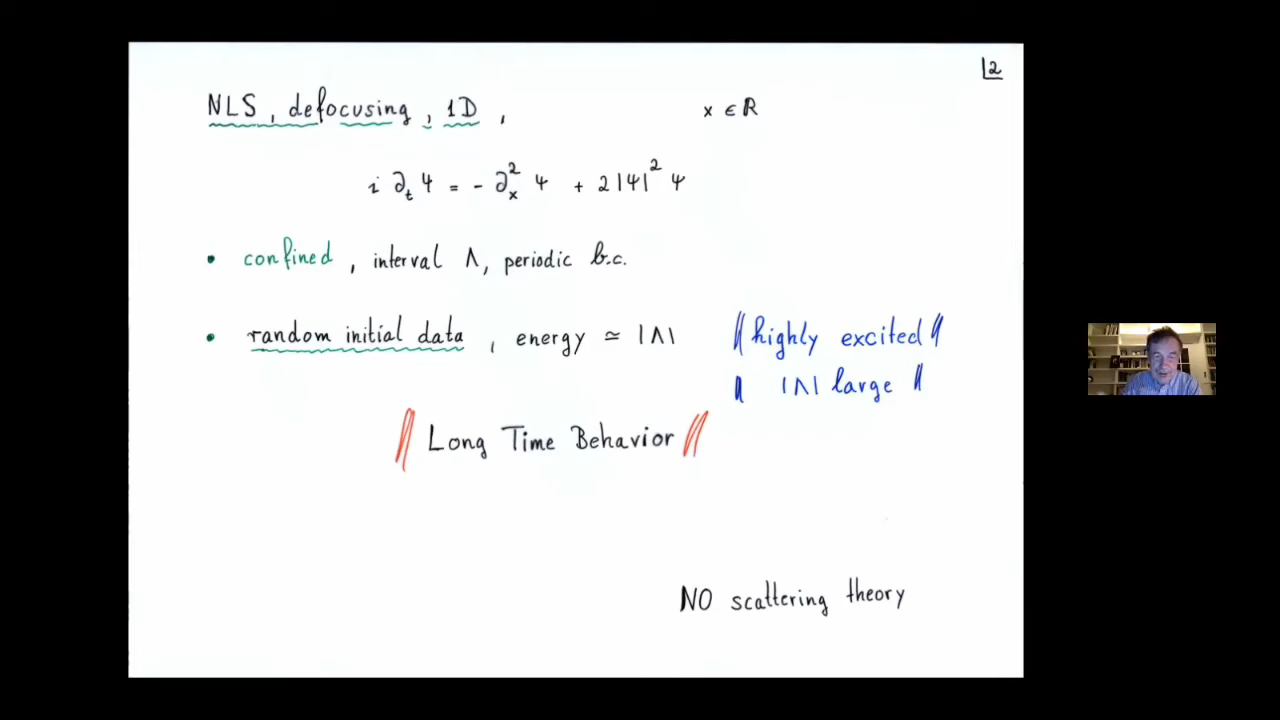 2
NLS, defocusing, 1D, x ∈ ℝ
i ∂ₜ ψ = - ∂ₓ² ψ + 2|ψ|² ψ
• confined, interval Λ, periodic b.c.
• random initial data, energy ≃ |Λ| || highly excited ||
|| |Λ| large ||
|| Long Time Behavior ||
NO scattering theory